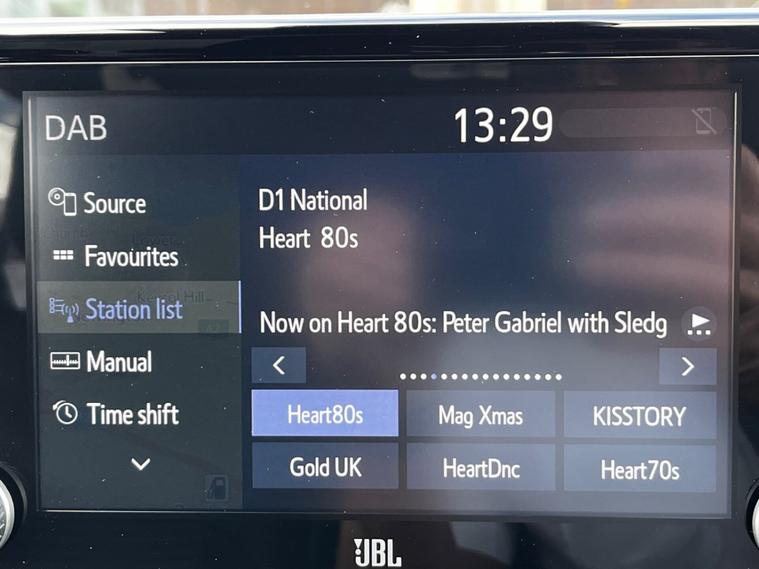 DAB
13:29
Source
Favourites
Station list
Manual
Time shift
D1 National
Heart 80s
Now on Heart 80s: Peter Gabriel with Sledg
Heart80s
Mag Xmas
KISSTORY
Gold UK
HeartDnc
Heart70s
JBL